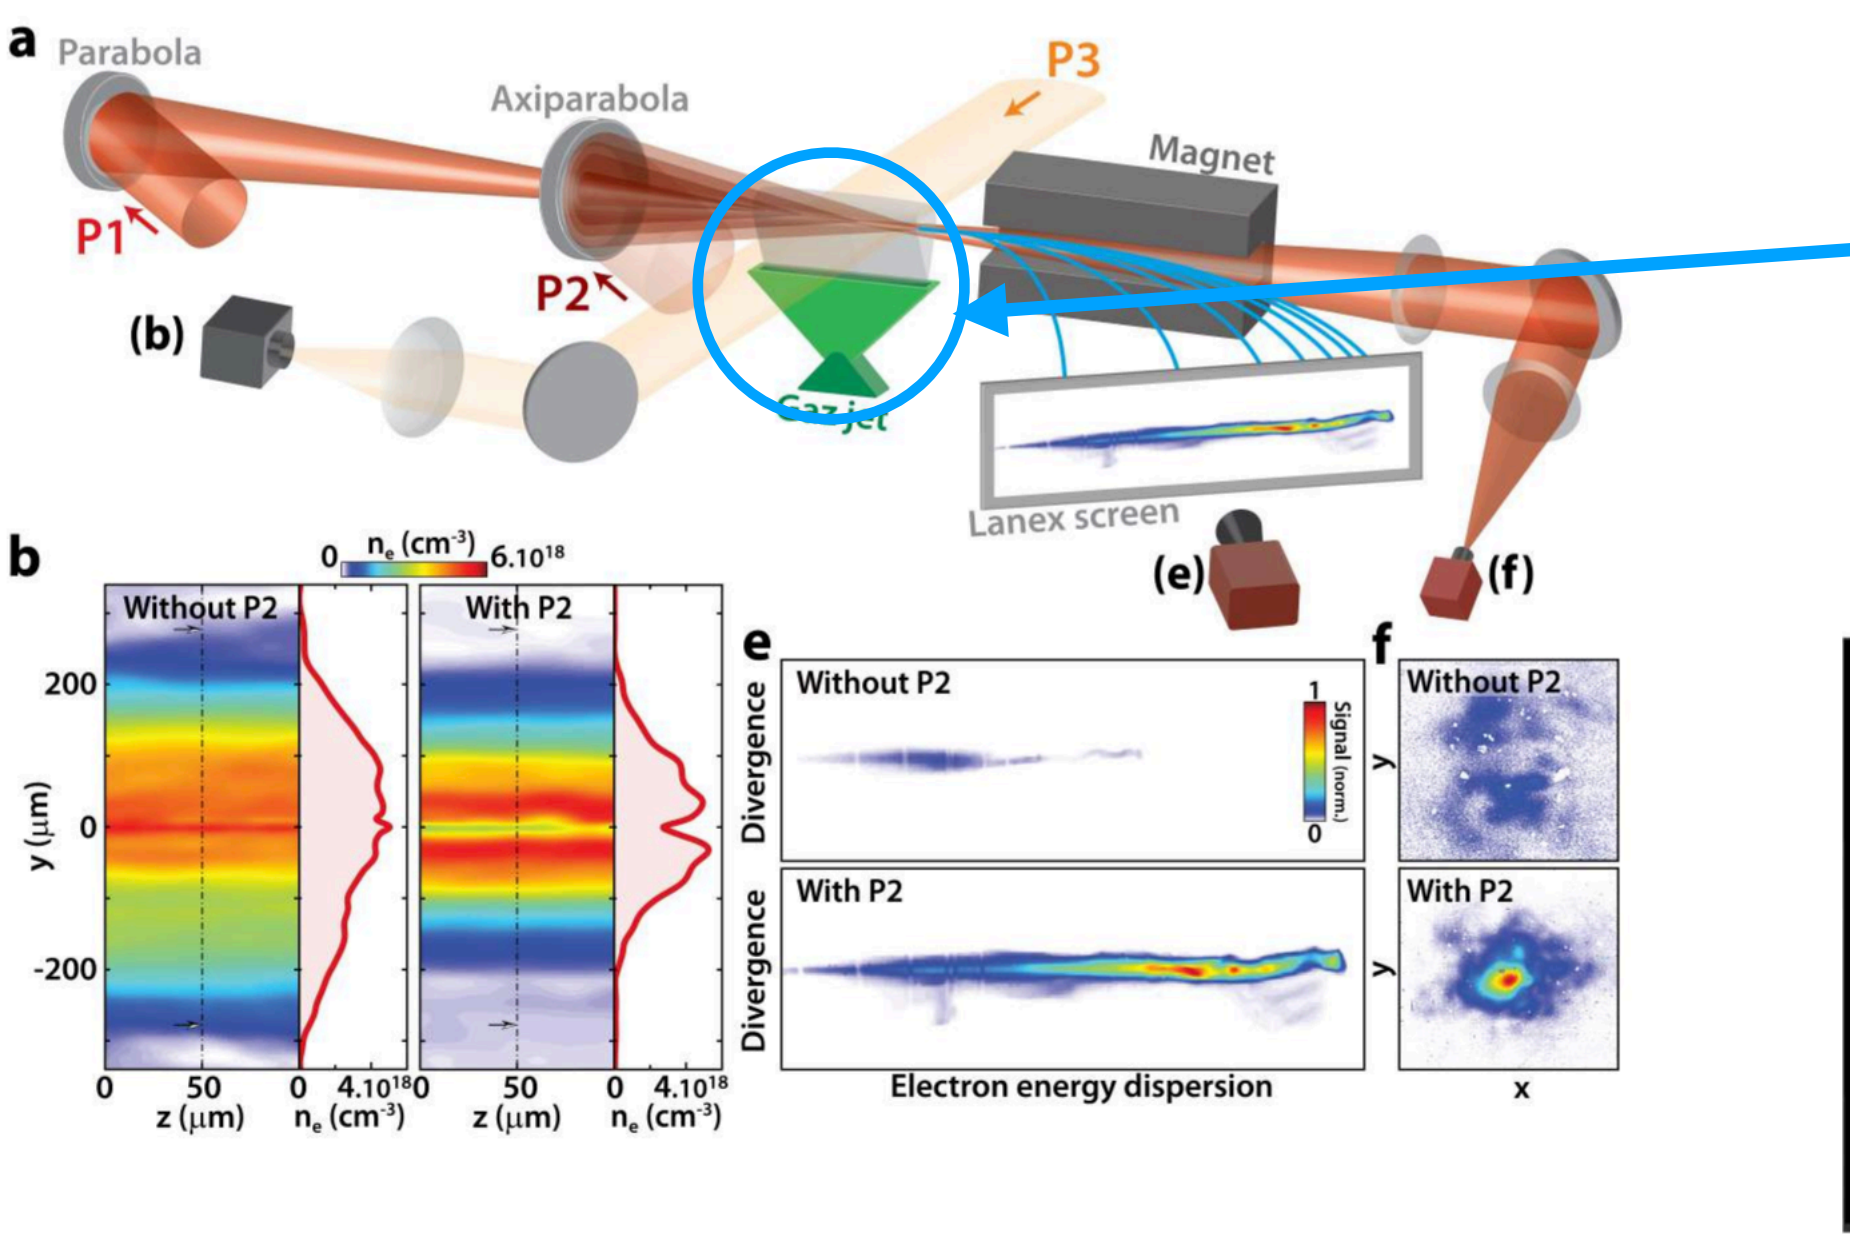 a
Parabola
Axiparabola
P3
Magnet
P1
P2
(b)
Gaz jet
Lanex screen
(e)
(f)
b
0 nₑ (cm⁻³) 6.10¹⁸
Without P2
With P2
200
0
-200
y (μm)
0 50 0 4.10¹⁸ 0 50 0 4.10¹⁸
z (μm) nₑ (cm⁻³) z (μm) nₑ (cm⁻³)
e
Without P2
1
Signal (norm.)
0
Divergence
With P2
Divergence
Electron energy dispersion
f
Without P2
y
With P2
y
x